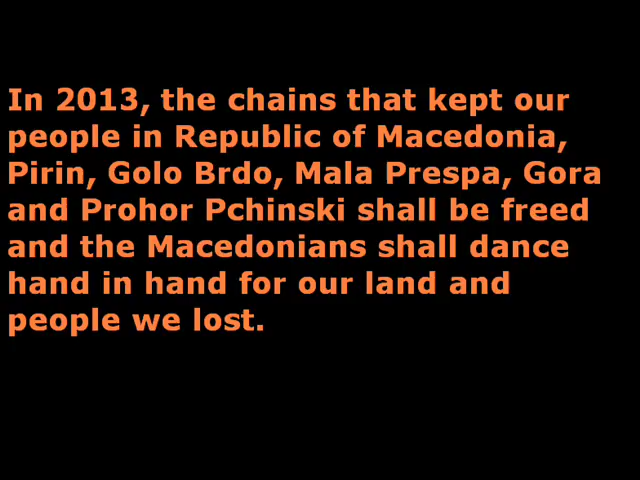 In 2013, the chains that kept our
people in Republic of Macedonia,
Pirin, Golo Brdo, Mala Prespa, Gora
and Prohor Pchinski shall be freed
and the Macedonians shall dance
hand in hand for our land and
people we lost.